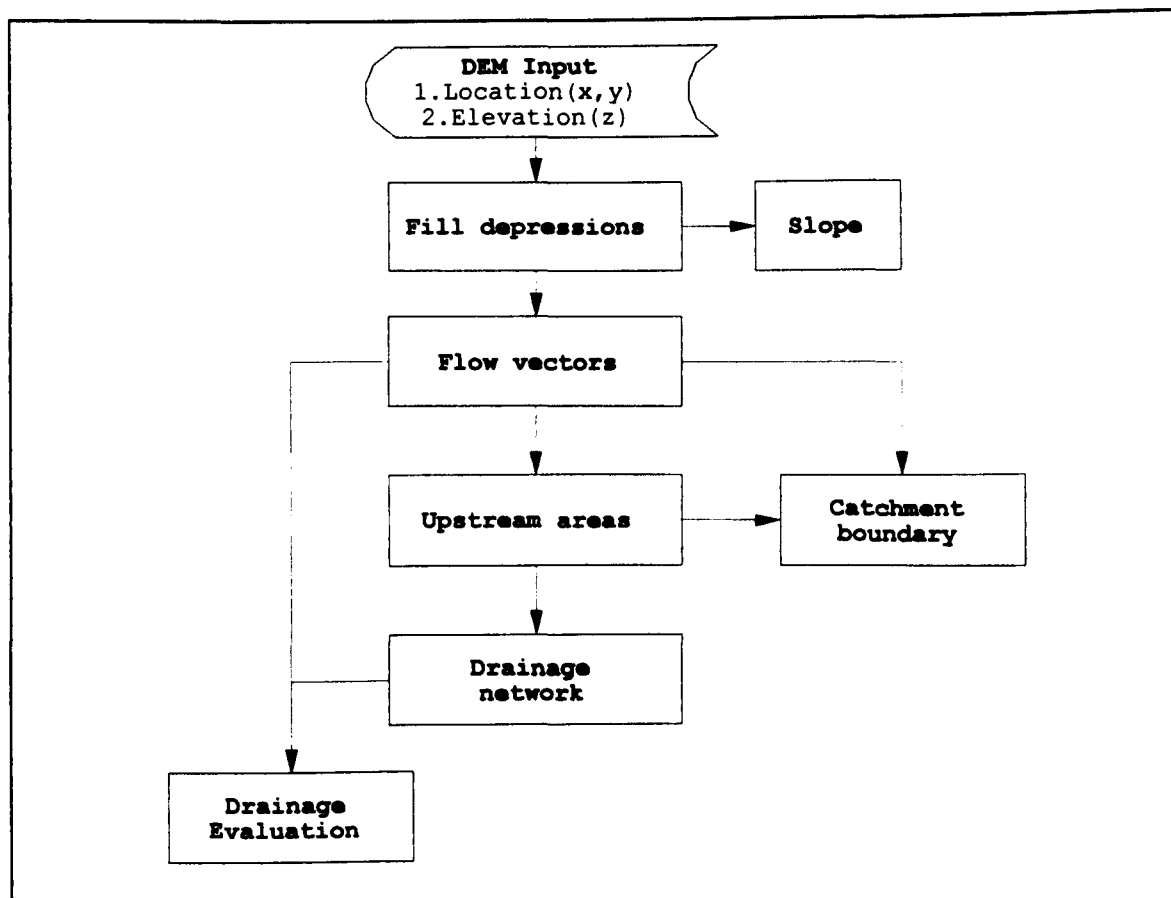 DEM Input
1.Location(x,y)
2.Elevation(z)
Fill depressions
Slope
Flow vectors
Upstream areas
Catchment
boundary
Drainage
network
Drainage
Evaluation